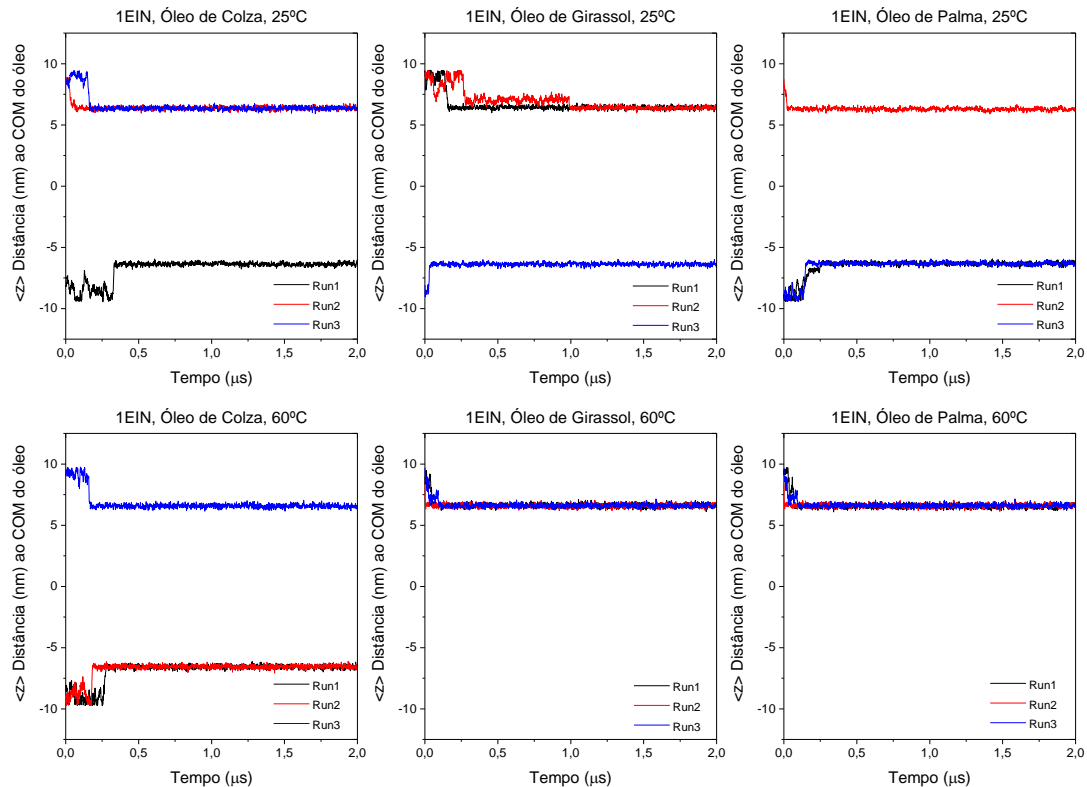 1EIN, Óleo de Colza, 25ºC
<z> Distância (nm) ao COM do óleo
10
5
0
-5
-10
Run1
Run2
Run3
0,0 0,5 1,0 1,5 2,0
Tempo (μs)
1EIN, Óleo de Girassol, 25ºC
<z> Distância (nm) ao COM do óleo
10
5
0
-5
-10
Run1
Run2
Run3
0,0 0,5 1,0 1,5 2,0
Tempo (μs)
1EIN, Óleo de Palma, 25ºC
<z> Distância (nm) ao COM do óleo
10
5
0
-5
-10
Run1
Run2
Run3
0,0 0,5 1,0 1,5 2,0
Tempo (μs)
1EIN, Óleo de Colza, 60ºC
<z> Distância (nm) ao COM do óleo
10
5
0
-5
-10
Run1
Run2
Run3
0,0 0,5 1,0 1,5 2,0
Tempo (μs)
1EIN, Óleo de Girassol, 60ºC
<z> Distância (nm) ao COM do óleo
10
5
0
-5
-10
Run1
Run2
Run3
0,0 0,5 1,0 1,5 2,0
Tempo (μs)
1EIN, Óleo de Palma, 60ºC
<z> Distância (nm) ao COM do óleo
10
5
0
-5
-10
Run1
Run2
Run3
0,0 0,5 1,0 1,5 2,0
Tempo (μs)